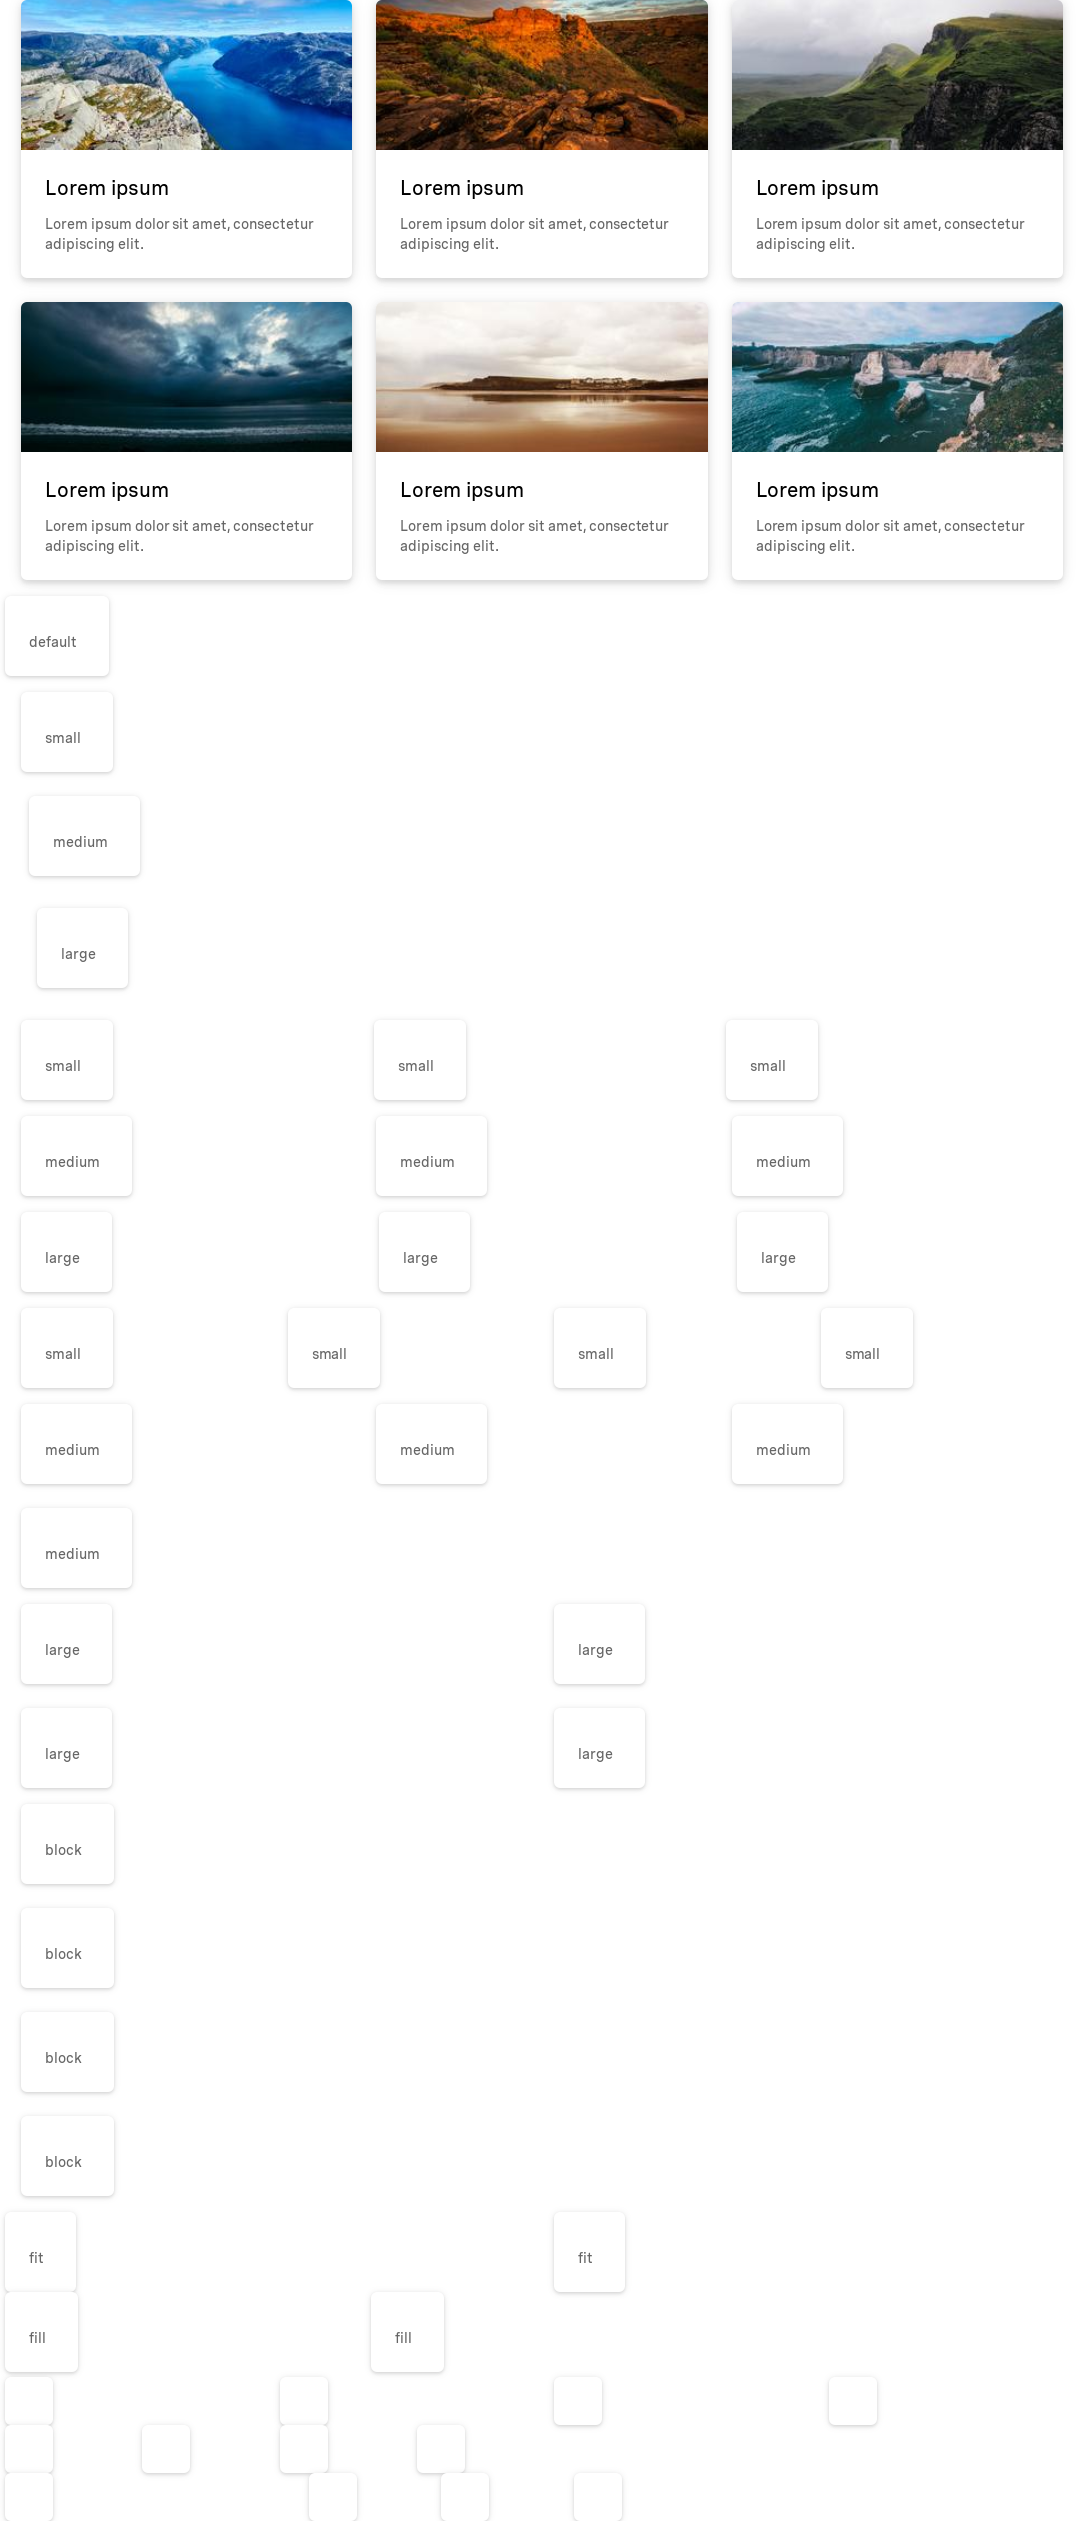 Lorem ipsum
Lorem ipsum dolor sit amet, consectetur
adipiscing elit.
Lorem ipsum
Lorem ipsum dolor sit amet, consectetur
adipiscing elit.
Lorem ipsum
Lorem ipsum dolor sit amet, consectetur
adipiscing elit.
Lorem ipsum
Lorem ipsum dolor sit amet, consectetur
adipiscing elit.
Lorem ipsum
Lorem ipsum dolor sit amet, consectetur
adipiscing elit.
Lorem ipsum
Lorem ipsum dolor sit amet, consectetur
adipiscing elit.
default
small
medium
large
small
small
small
medium
medium
medium
large
large
large
small
small
small
small
medium
medium
medium
medium
large
large
large
large
block
block
block
block
fit
fit
fill
fill